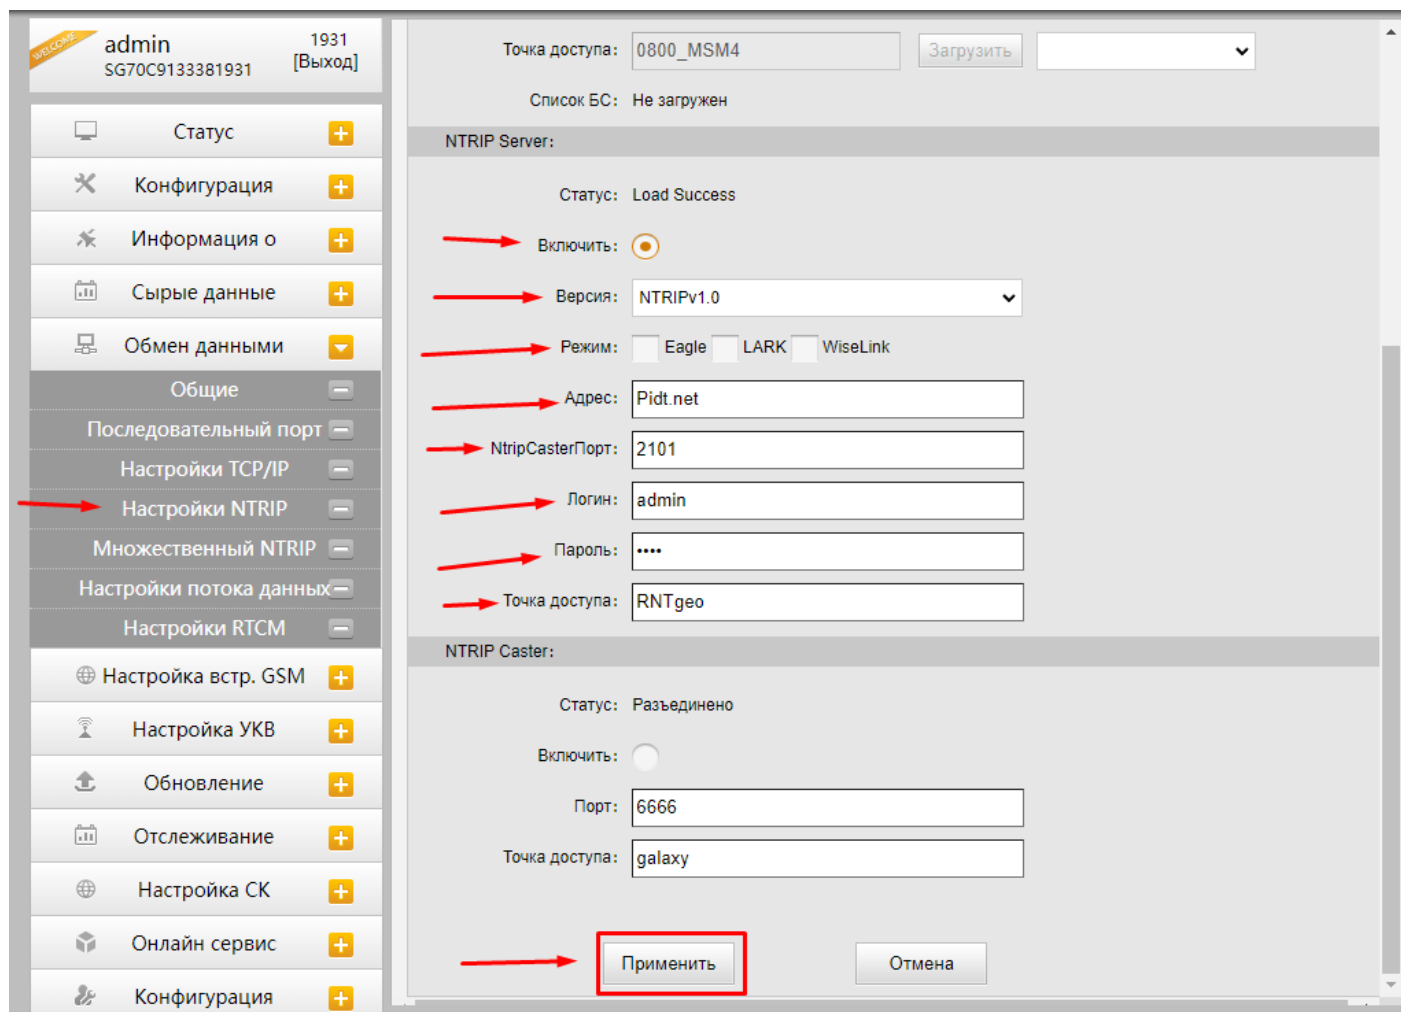 WELCOME
admin
1931
SG70C9133381931
[Выход]
Статус
Конфигурация
Информация о
Сырые данные
Обмен данными
Общие
Последовательный порт
Настройки TCP/IP
Настройки NTRIP
Множественный NTRIP
Настройки потока данных
Настройки RTCM
Настройка встр. GSM
Настройка УКВ
Обновление
Отслеживание
Настройка СК
Онлайн сервис
Конфигурация
Точка доступа: 0800_MSM4 Загрузить
Список БС: Не загружен
NTRIP Server:
Статус: Load Success
Включить:
Версия: NTRIPv1.0
Режим: Eagle LARK WiseLink
Адрес: Pidt.net
NtripCasterПорт: 2101
Логин: admin
Пароль: ••••
Точка доступа: RNTgeo
NTRIP Caster:
Статус: Разъединено
Включить:
Порт: 6666
Точка доступа: galaxy
Применить Отмена